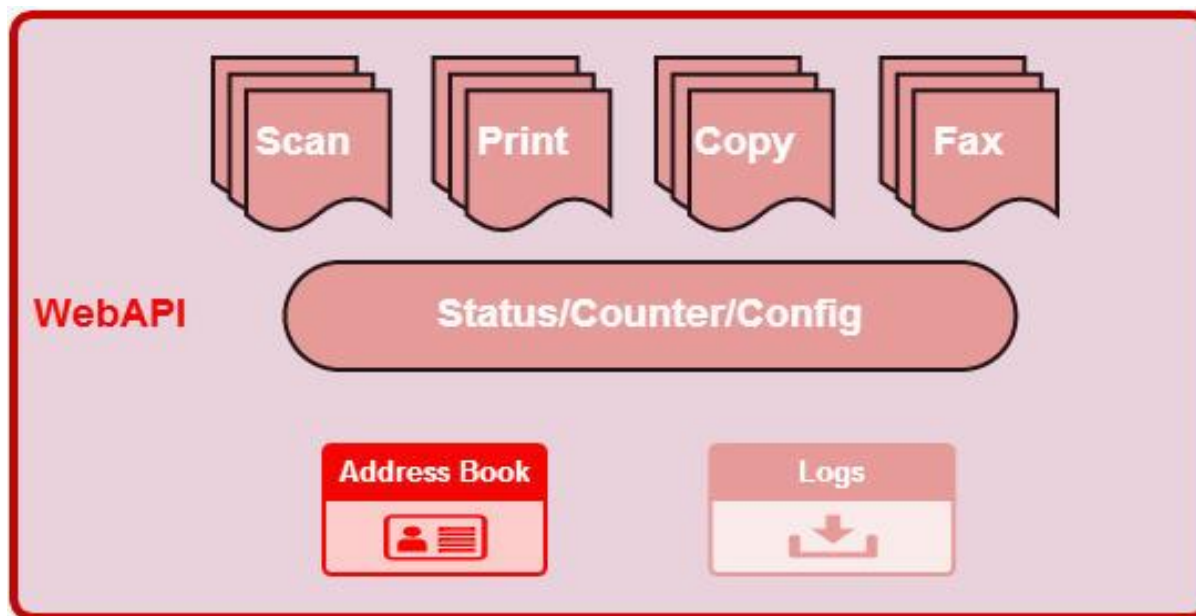 Scan
Print
Copy
Fax
WebAPI
Status/Counter/Config
Address Book
Logs